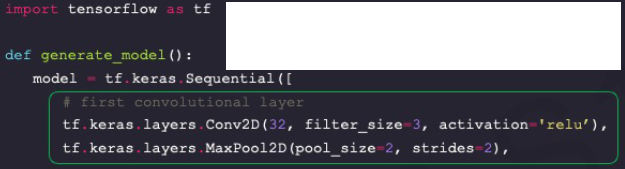 import tensorflow as tf
def generate_model():
model = tf.keras.Sequential([
# first convolutional layer
tf.keras.layers.Conv2D(32, filter_size=3, activation='relu’),
tf.keras.layers.MaxPool2D(pool_size=2, strides=2),